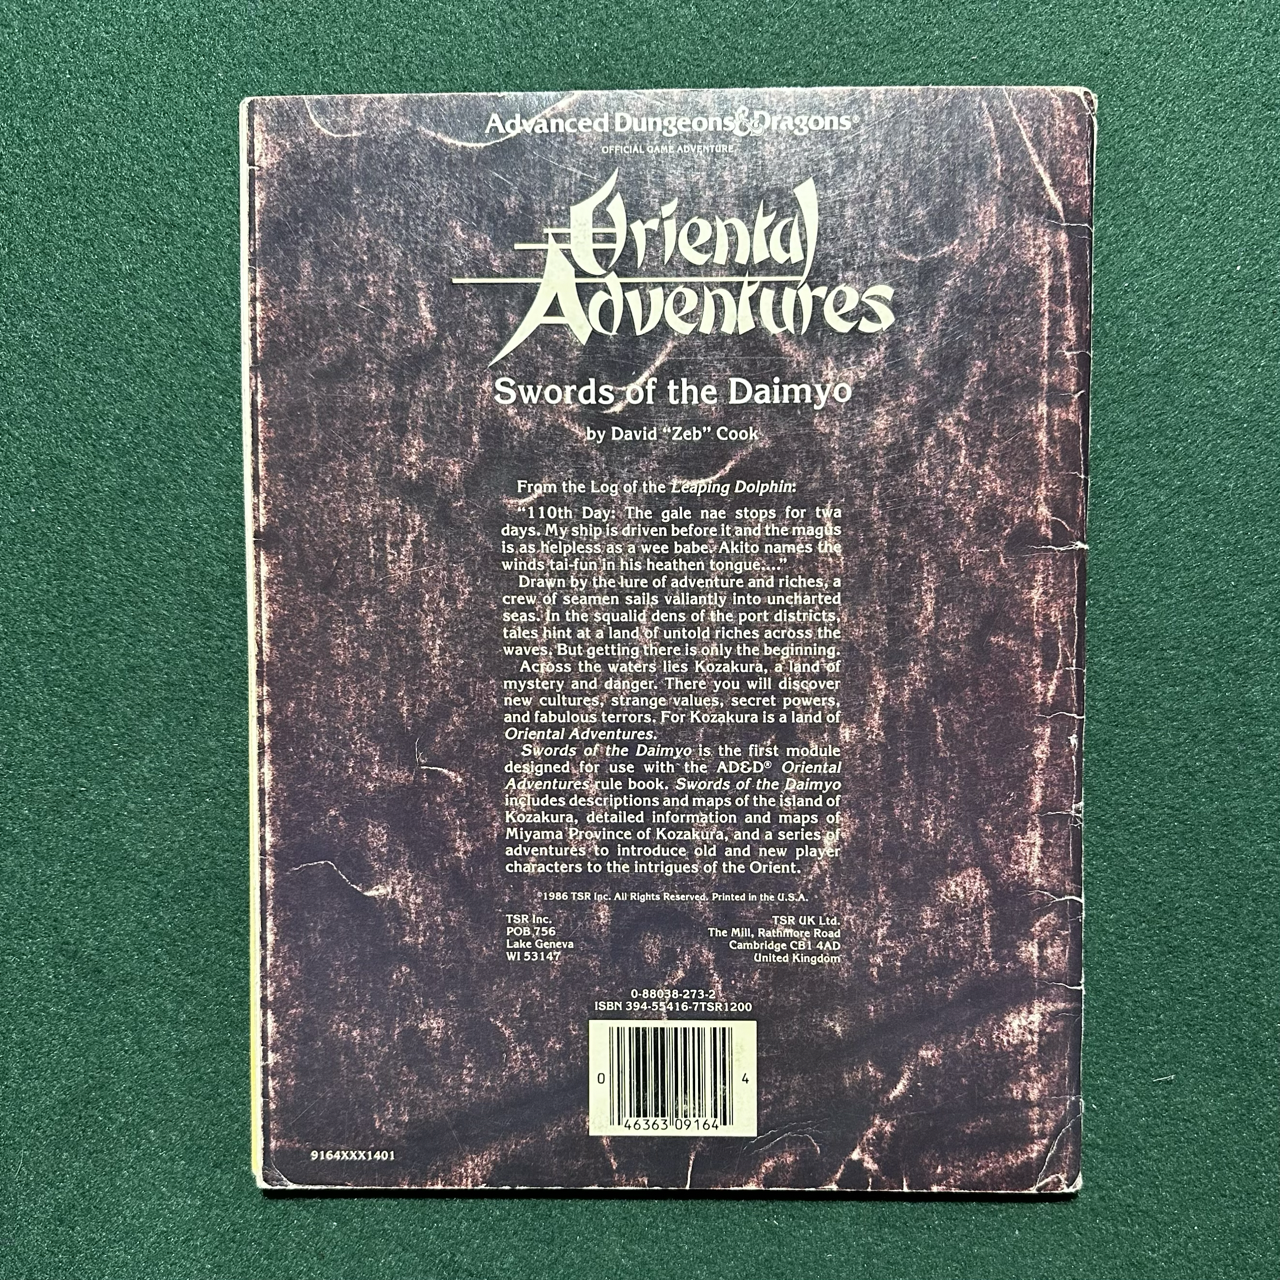 Advanced Dungeons & Dragons®
OFFICIAL GAME ADVENTURE
Oriental
Adventures
Swords of the Daimyo
by David “Zeb” Cook
From the Log of the Leaping Dolphin:
“110th Day: The gale nae stops for twa
days. My ship is driven before it and the magus
is as helpless as a wee babe. Akito names the
winds tai-fun in his heathen tongue....”
Drawn by the lure of adventure and riches, a
crew of seamen sails valiantly into uncharted
seas. In the squalid dens of the port districts,
tales hint at a land of untold riches across the
waves. But getting there is only the beginning.
Across the waters lies Kozakura, a land of
mystery and danger. There you will discover
new cultures, strange values, secret powers,
and fabulous terrors. For Kozakura is a land of
Oriental Adventures.
Swords of the Daimyo is the first module
designed for use with the AD&D® Oriental
Adventures rule book. Swords of the Daimyo
includes descriptions and maps of the island of
Kozakura, detailed information and maps of
Miyama Province of Kozakura, and a series of
adventures to introduce old and new player
characters to the intrigues of the Orient.
©1986 TSR Inc. All Rights Reserved. Printed in the U.S.A.
TSR Inc.
POB 756
Lake Geneva
WI 53147
TSR UK Ltd.
The Mill, Rathmore Road
Cambridge CB1 4AD
United Kingdom
0-88038-273-2
ISBN 394-55416-7TSR1200
0 46363 09164 4
9164XXX1401